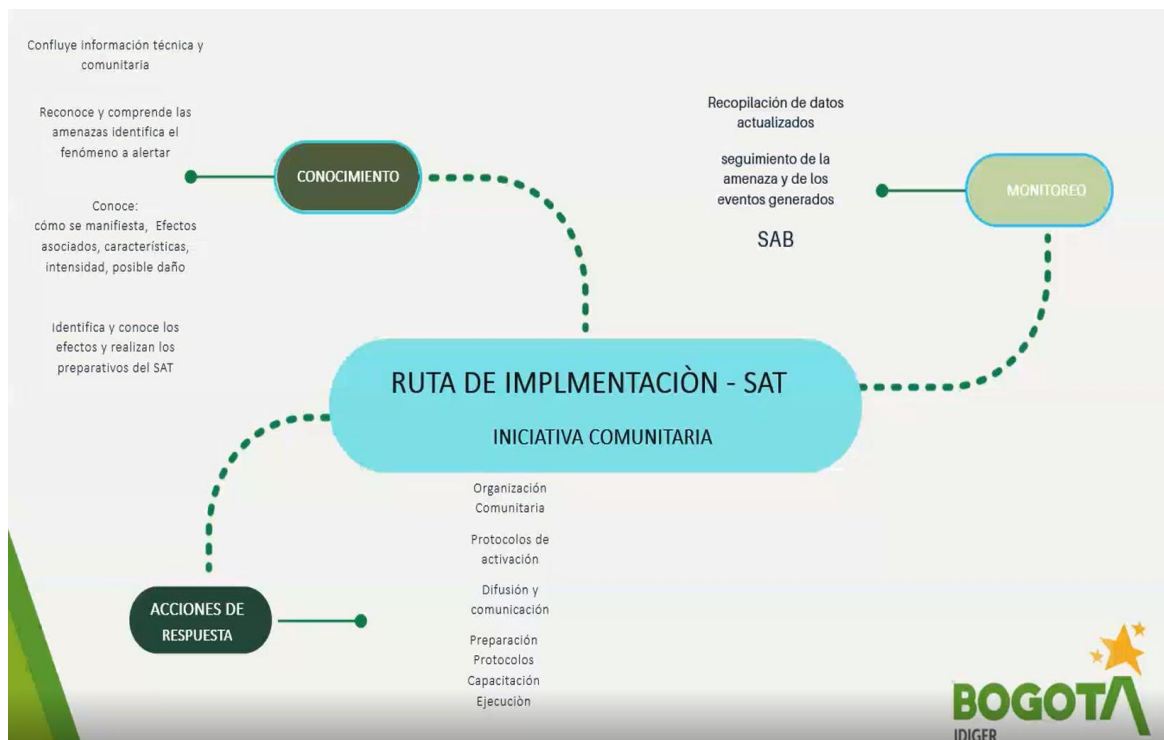 Confluye información técnica y
comunitaria
Reconoce y comprende las
amenazas identifica el
fenómeno a alertar
Conoce:
cómo se manifiesta, Efectos
asociados, características,
intensidad, posible daño
Identifica y conoce los
efectos y realizan los
preparativos del SAT
CONOCIMIENTO
Recopilación de datos
actualizados
seguimiento de la
amenaza y de los
eventos generados
SAB
MONITOREO
RUTA DE IMPLMENTACIÒN - SAT
INICIATIVA COMUNITARIA
ACCIONES DE
RESPUESTA
Organización
Comunitaria
Protocolos de
activación
Difusión y
comunicación
Preparación
Protocolos
Capacitación
Ejecuciòn
BOGOTÁ
IDIGER